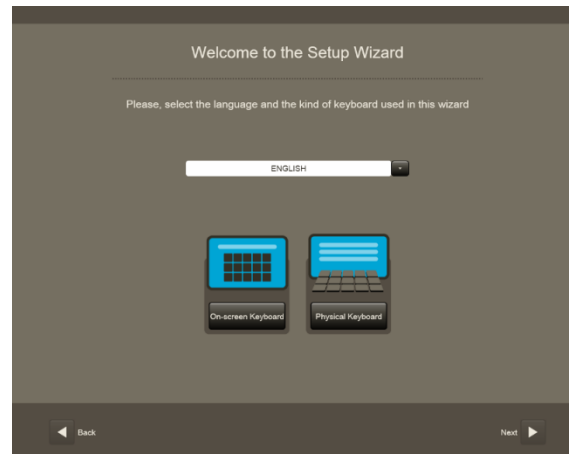 Welcome to the Setup Wizard
Please, select the language and the kind of keyboard used in this wizard
ENGLISH
On-screen Keyboard
Physical Keyboard
Back
Next